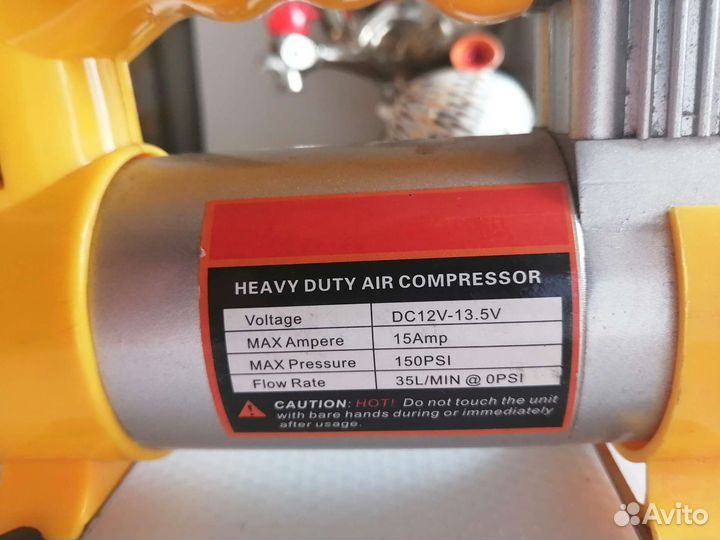 HEAVY DUTY AIR COMPRESSOR
Voltage DC12V-13.5V
MAX Ampere 15Amp
MAX Pressure 150PSI
Flow Rate 35L/MIN @ 0PSI
CAUTION: HOT! Do not touch the unit
with bare hands during or immediately
after usage.
Avito